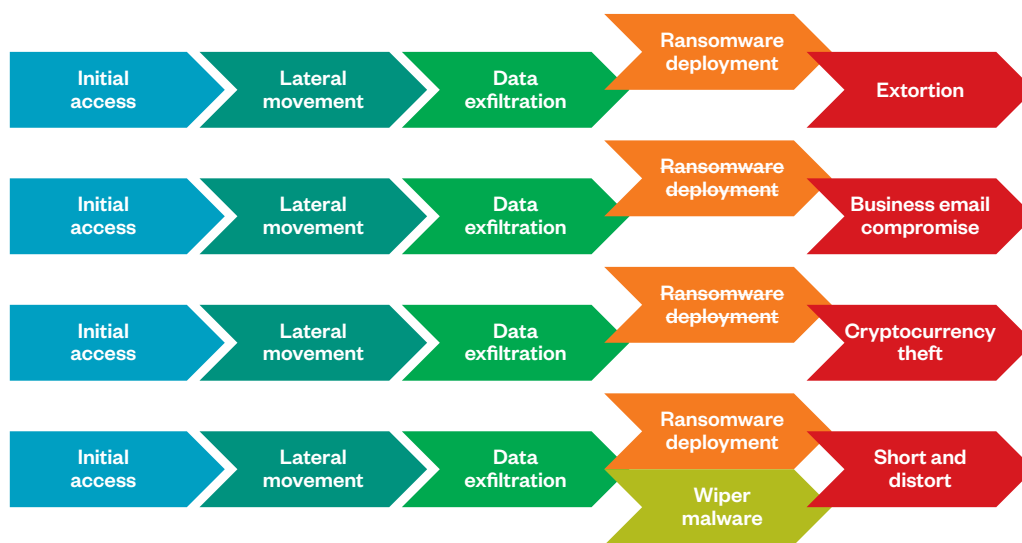 Initial
access
Lateral
movement
Data
exfiltration
Ransomware
deployment
Extortion
Initial
access
Lateral
movement
Data
exfiltration
Ransomware
deployment
Business email
compromise
Initial
access
Lateral
movement
Data
exfiltration
Ransomware
deployment
Cryptocurrency
theft
Initial
access
Lateral
movement
Data
exfiltration
Ransomware
deployment
Wiper
malware
Short and
distort